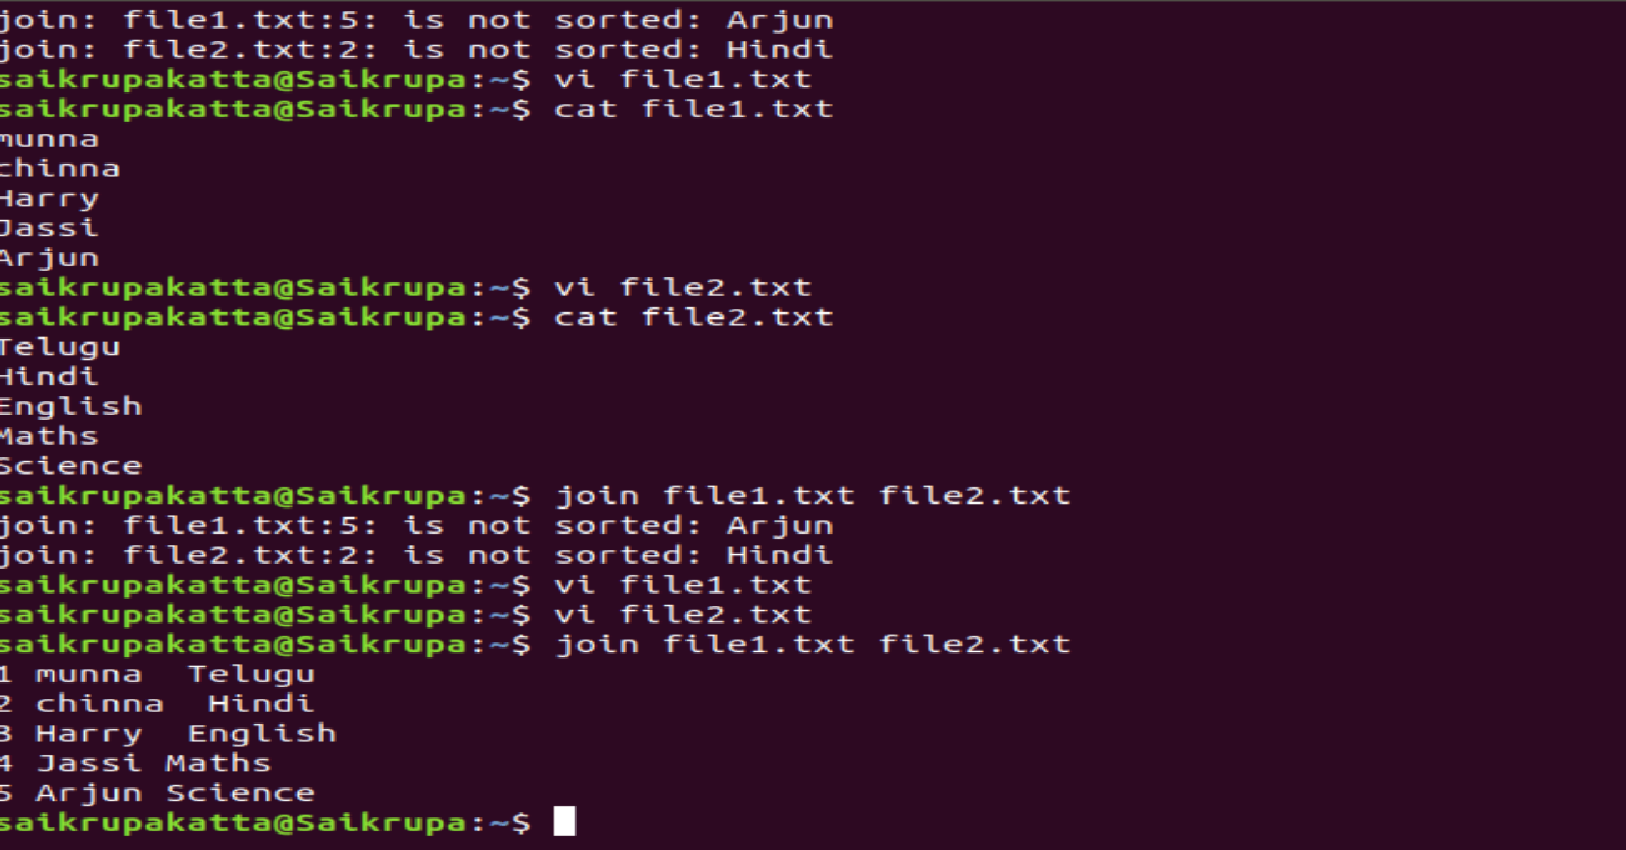 join: file1.txt:5: is not sorted: Arjun
join: file2.txt:2: is not sorted: Hindi
saikrupakatta@Saikrupa:~$ vi file1.txt
saikrupakatta@Saikrupa:~$ cat file1.txt
munna
chinna
Harry
Jassi
Arjun
saikrupakatta@Saikrupa:~$ vi file2.txt
saikrupakatta@Saikrupa:~$ cat file2.txt
Telugu
Hindi
English
Maths
Science
saikrupakatta@Saikrupa:~$ join file1.txt file2.txt
join: file1.txt:5: is not sorted: Arjun
join: file2.txt:2: is not sorted: Hindi
saikrupakatta@Saikrupa:~$ vi file1.txt
saikrupakatta@Saikrupa:~$ vi file2.txt
saikrupakatta@Saikrupa:~$ join file1.txt file2.txt
1 munna  Telugu
2 chinna  Hindi
3 Harry  English
4 Jassi Maths
5 Arjun Science
saikrupakatta@Saikrupa:~$